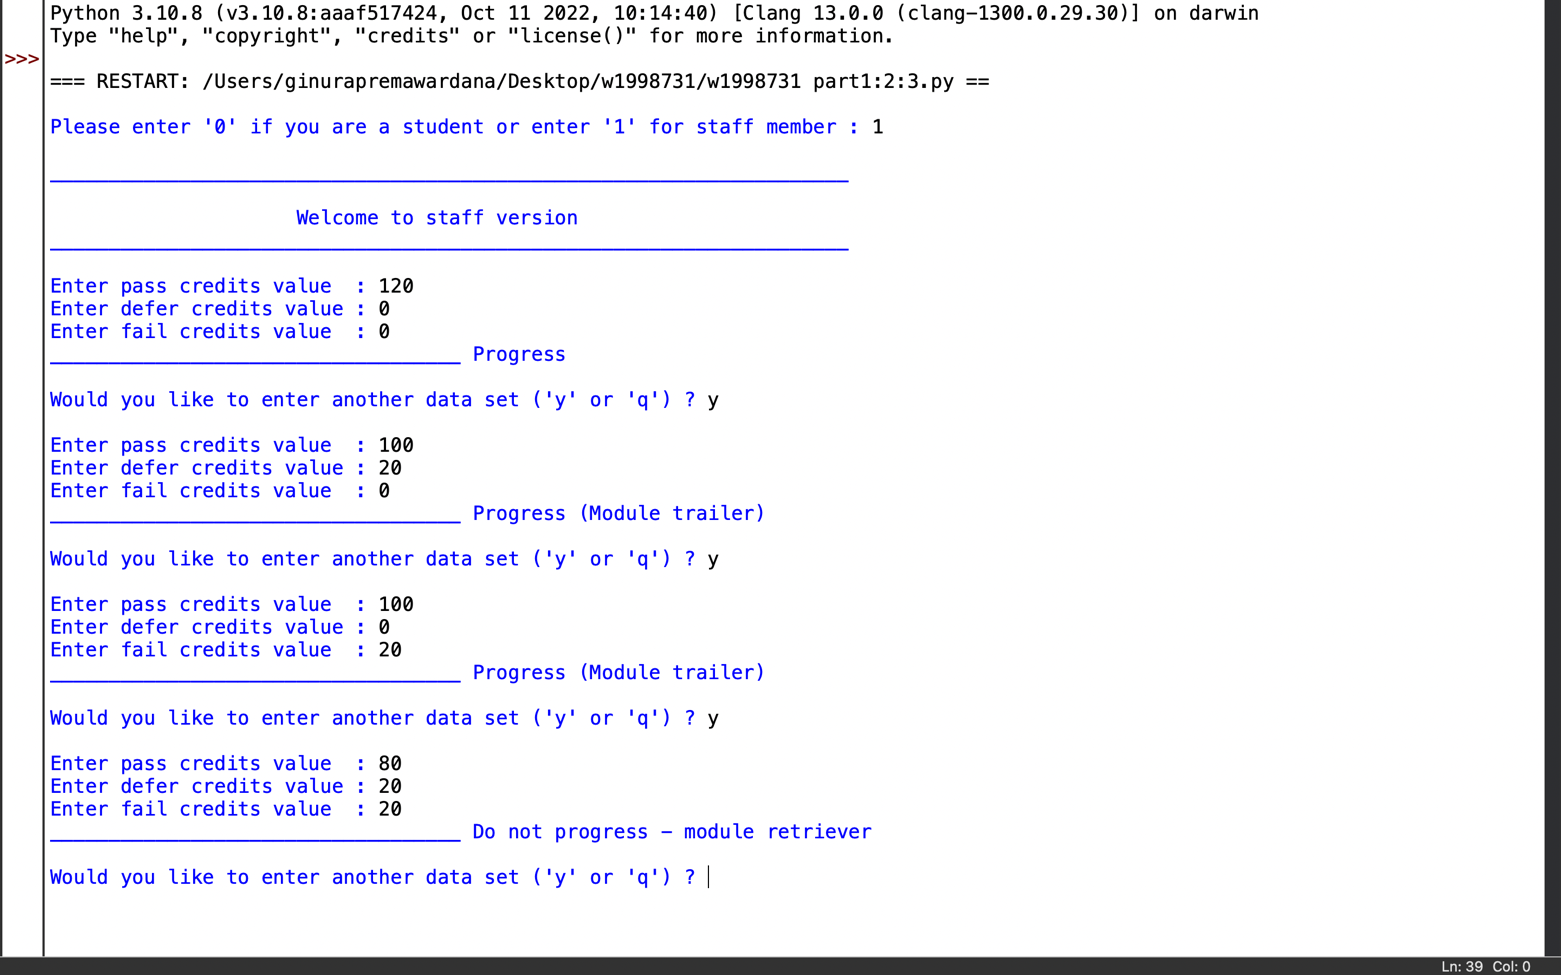 Python 3.10.8 (v3.10.8:aaaf517424, Oct 11 2022, 10:14:40) [Clang 13.0.0 (clang-1300.0.29.30)] on darwin
Type "help", "copyright", "credits" or "license()" for more information.
>>>
=== RESTART: /Users/ginurapremawardana/Desktop/w1998731/w1998731 part1:2:3.py ==
Please enter '0' if you are a student or enter '1' for staff member : 1
____________________________________________________________________
Welcome to staff version
____________________________________________________________________
Enter pass credits value  : 120
Enter defer credits value : 0
Enter fail credits value  : 0
___________________________________ Progress
Would you like to enter another data set ('y' or 'q') ? y
Enter pass credits value  : 100
Enter defer credits value : 20
Enter fail credits value  : 0
___________________________________ Progress (Module trailer)
Would you like to enter another data set ('y' or 'q') ? y
Enter pass credits value  : 100
Enter defer credits value : 0
Enter fail credits value  : 20
___________________________________ Progress (Module trailer)
Would you like to enter another data set ('y' or 'q') ? y
Enter pass credits value  : 80
Enter defer credits value : 20
Enter fail credits value  : 20
___________________________________ Do not progress – module retriever
Would you like to enter another data set ('y' or 'q') ?
Ln: 39 Col: 0